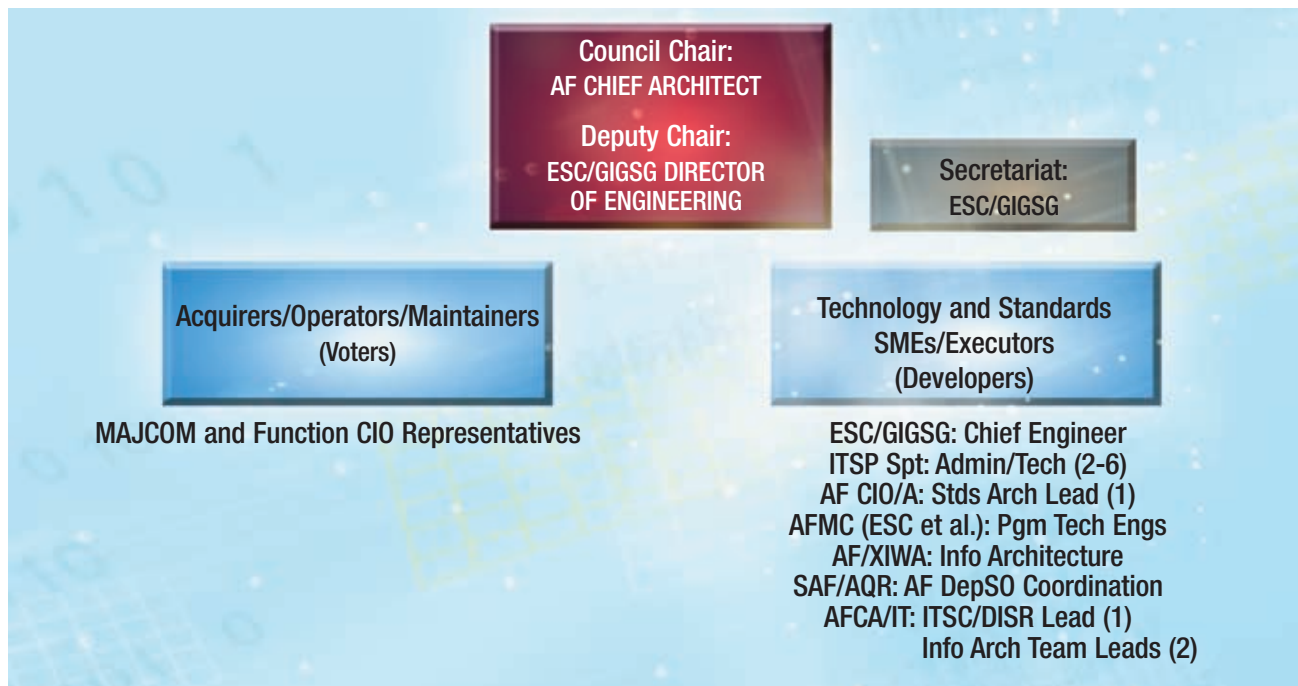 Council Chair:
AF CHIEF ARCHITECT
Deputy Chair:
ESC/GIGSG DIRECTOR
OF ENGINEERING
Secretariat:
ESC/GIGSG
Acquirers/Operators/Maintainers
(Voters)
MAJCOM and Function CIO Representatives
Technology and Standards
SMEs/Executors
(Developers)
ESC/GIGSG: Chief Engineer
ITSP Spt: Admin/Tech (2-6)
AF CIO/A: Stds Arch Lead (1)
AFMC (ESC et al.): Pgm Tech Engs
AF/XIWA: Info Architecture
SAF/AQR: AF DepSO Coordination
AFCA/IT: ITSC/DISR Lead (1)
Info Arch Team Leads (2)